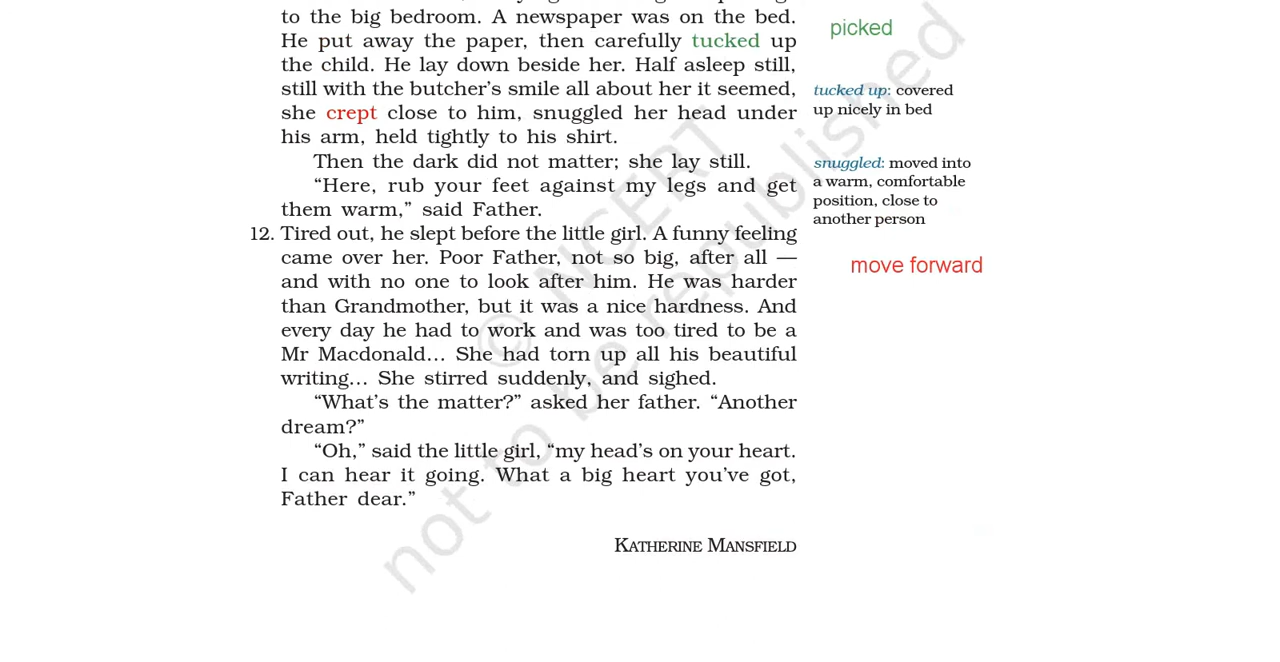 to the big bedroom. A newspaper was on the bed.
He put away the paper, then carefully tucked up
the child. He lay down beside her. Half asleep still,
still with the butcher's smile all about her it seemed,
she crept close to him, snuggled her head under
his arm, held tightly to his shirt.
Then the dark did not matter; she lay still.
“Here, rub your feet against my legs and get
them warm,” said Father.
12. Tired out, he slept before the little girl. A funny feeling
came over her. Poor Father, not so big, after all —
and with no one to look after him. He was harder
than Grandmother, but it was a nice hardness. And
every day he had to work and was too tired to be a
Mr Macdonald... She had torn up all his beautiful
writing... She stirred suddenly, and sighed.
“What's the matter?” asked her father. “Another
dream?”
“Oh,” said the little girl, “my head's on your heart.
I can hear it going. What a big heart you've got,
Father dear.”
KATHERINE MANSFIELD
picked
tucked up: covered
up nicely in bed
snuggled: moved into
a warm, comfortable
position, close to
another person
move forward
© NCERT
not to be republished